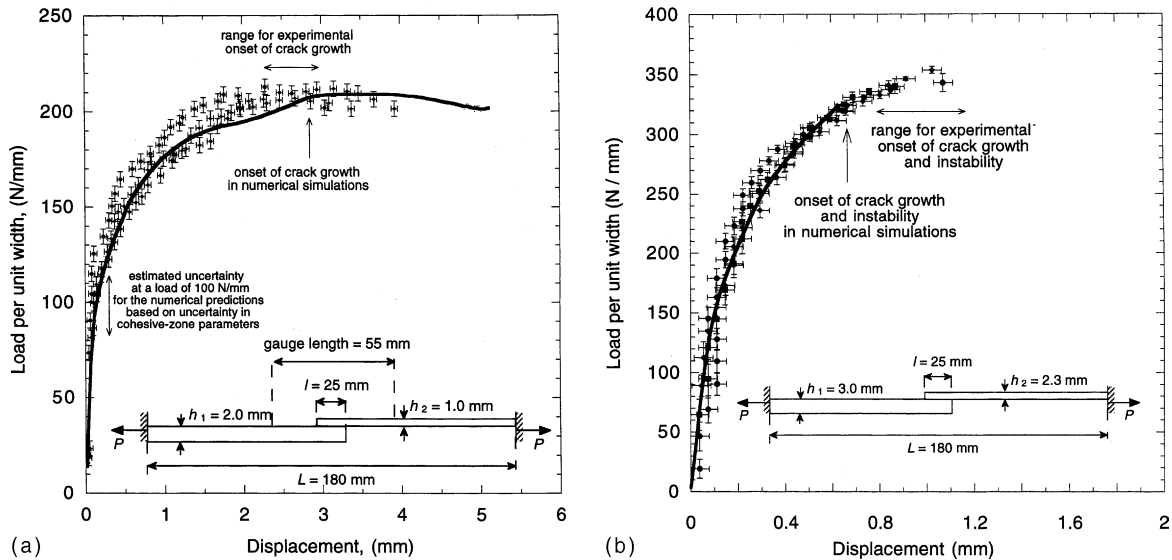 250
200
150
100
50
0
Load per unit width, (N/mm)
range for experimental
onset of crack growth
onset of crack growth
in numerical simulations
estimated uncertainty
at a load of 100 N/mm
for the numerical predictions
based on uncertainty in
cohesive-zone parameters
gauge length = 55 mm
l = 25 mm
h 1 = 2.0 mm
h 2 = 1.0 mm
P
P
L = 180 mm
0 1 2 3 4 5 6
(a)
Displacement, (mm)
400
350
300
250
200
150
100
50
0
Load per unit width (N / mm)
range for experimental
onset of crack growth
and instability
onset of crack growth
and instability
in numerical simulations
l = 25 mm
h 1 = 3.0 mm
h 2 = 2.3 mm
P
P
L = 180 mm
0 0.4 0.8 1.2 1.6 2
(b)
Displacement (mm)